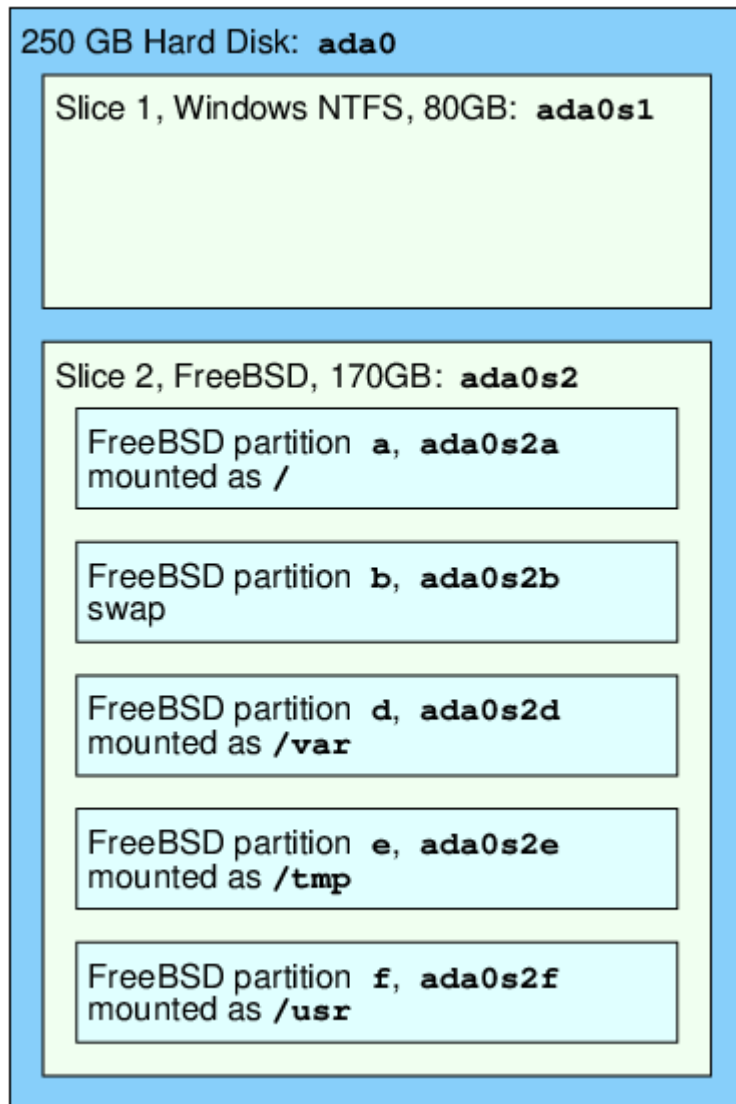 250 GB Hard Disk: ada0
Slice 1, Windows NTFS, 80GB: ada0s1
Slice 2, FreeBSD, 170GB: ada0s2
FreeBSD partition a, ada0s2a
mounted as /
FreeBSD partition b, ada0s2b
swap
FreeBSD partition d, ada0s2d
mounted as /var
FreeBSD partition e, ada0s2e
mounted as /tmp
FreeBSD partition f, ada0s2f
mounted as /usr